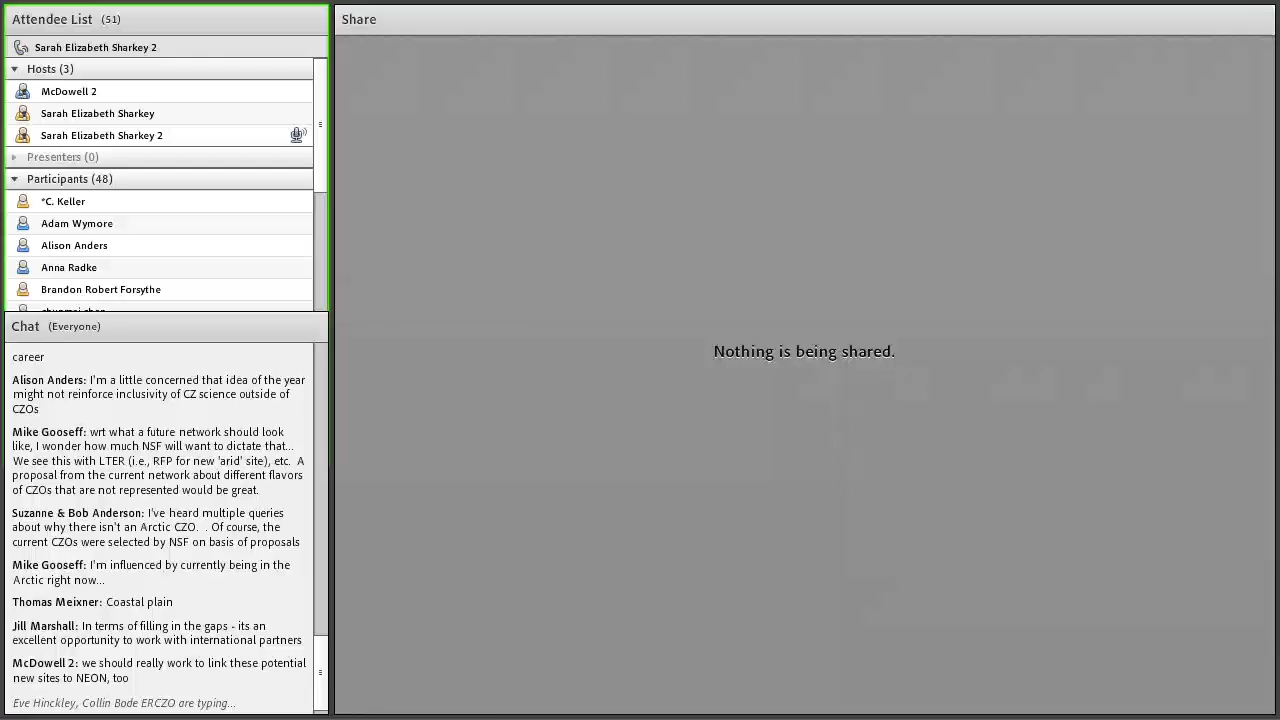 Attendee List (51)
Sarah Elizabeth Sharkey 2
Hosts (3)
McDowell 2
Sarah Elizabeth Sharkey
Sarah Elizabeth Sharkey 2
Presenters (0)
Participants (48)
*C. Keller
Adam Wymore
Alison Anders
Anna Radke
Brandon Robert Forsythe
Chat (Everyone)
career
Alison Anders: I'm a little concerned that idea of the year
might not reinforce inclusivity of CZ science outside of
CZOs
Mike Gooseff: wrt what a future network should look
like, I wonder how much NSF will want to dictate that...
We see this with LTER (i.e., RFP for new 'arid' site), etc.  A
proposal from the current network about different flavors
of CZOs that are not represented would be great.
Suzanne & Bob Anderson: I've heard multiple queries
about why there isn't an Arctic CZO.  . Of course, the
current CZOs were selected by NSF on basis of proposals
Mike Gooseff: I'm influenced by currently being in the
Arctic right now...
Thomas Meixner: Coastal plain
Jill Marshall: In terms of filling in the gaps - its an
excellent opportunity to work with international partners
McDowell 2: we should really work to link these potential
new sites to NEON, too
Eve Hinckley, Collin Bode ERCZO are typing...
Share
Nothing is being shared.